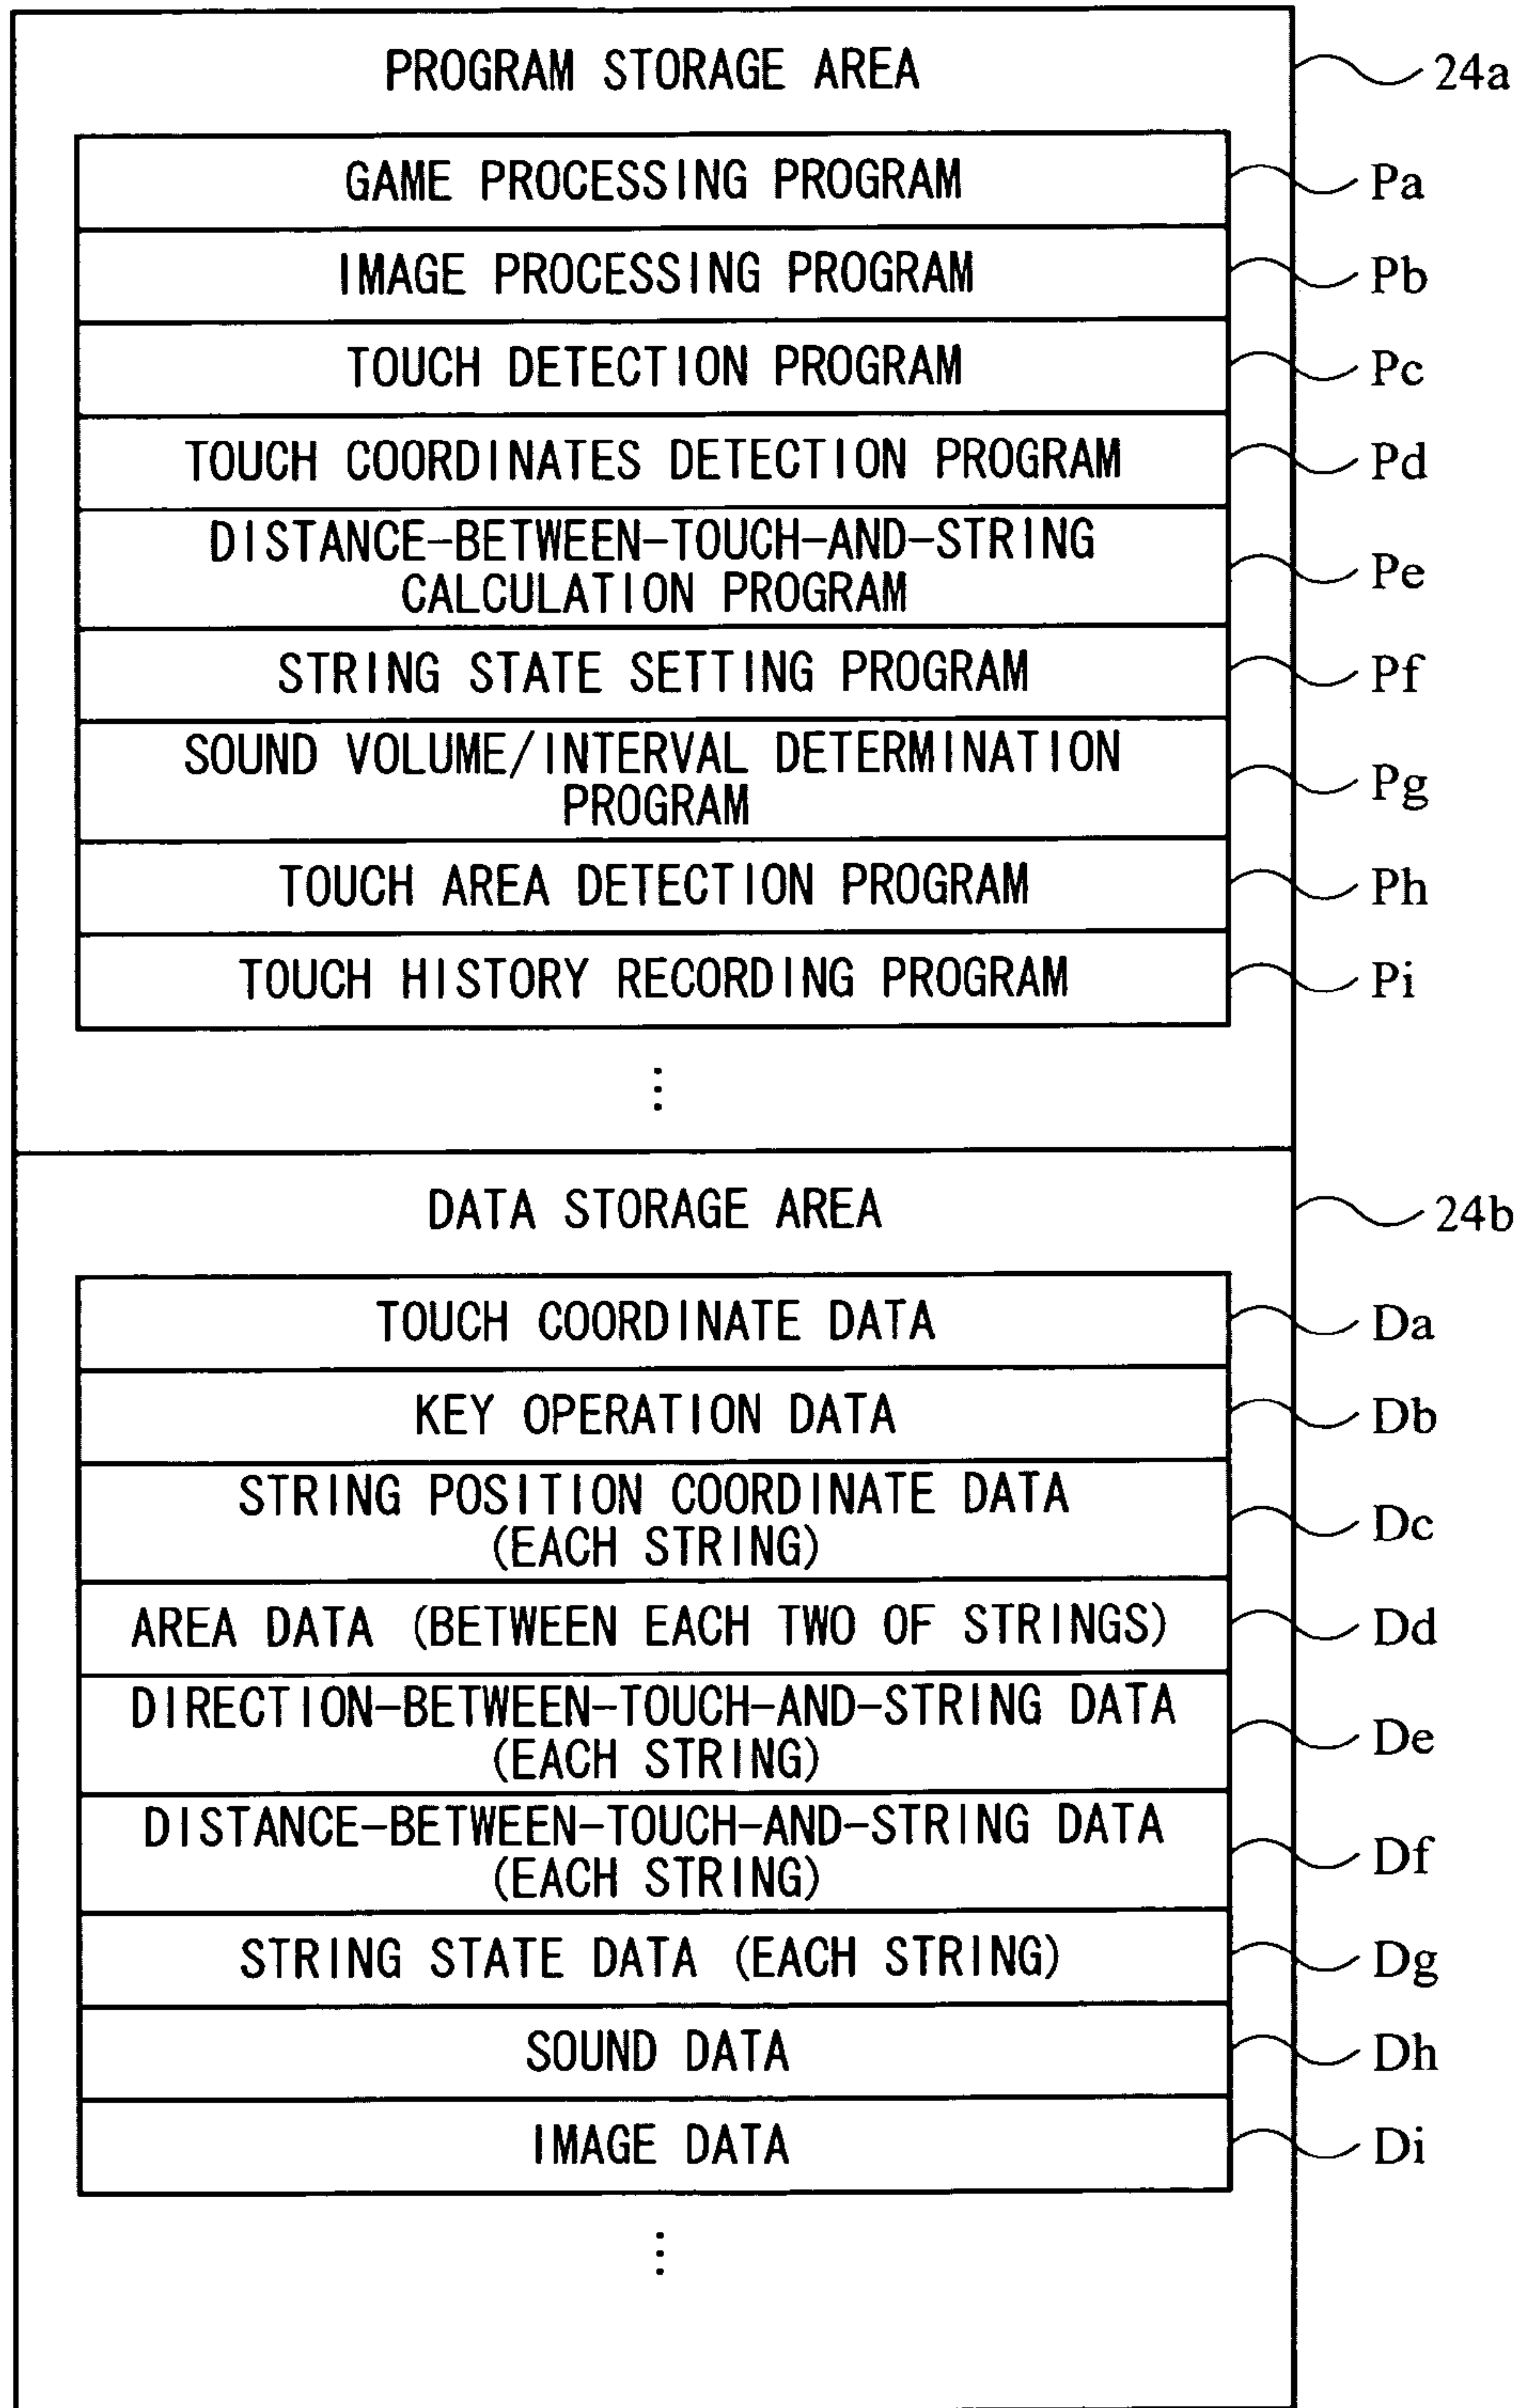 PROGRAM STORAGE AREA 24a
GAME PROCESSING PROGRAM Pa
IMAGE PROCESSING PROGRAM Pb
TOUCH DETECTION PROGRAM Pc
TOUCH COORDINATES DETECTION PROGRAM Pd
DISTANCE-BETWEEN-TOUCH-AND-STRING
CALCULATION PROGRAM Pe
STRING STATE SETTING PROGRAM Pf
SOUND VOLUME/INTERVAL DETERMINATION
PROGRAM Pg
TOUCH AREA DETECTION PROGRAM Ph
TOUCH HISTORY RECORDING PROGRAM Pi
⋮
DATA STORAGE AREA 24b
TOUCH COORDINATE DATA Da
KEY OPERATION DATA Db
STRING POSITION COORDINATE DATA
(EACH STRING) Dc
AREA DATA (BETWEEN EACH TWO OF STRINGS) Dd
DIRECTION-BETWEEN-TOUCH-AND-STRING DATA
(EACH STRING) De
DISTANCE-BETWEEN-TOUCH-AND-STRING DATA
(EACH STRING) Df
STRING STATE DATA (EACH STRING) Dg
SOUND DATA Dh
IMAGE DATA Di
⋮